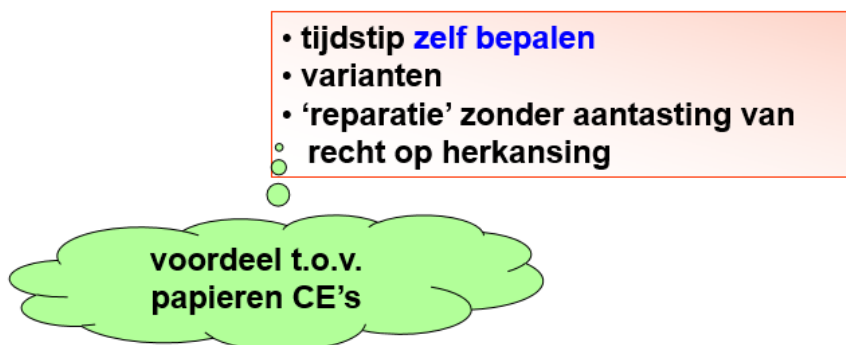 • tijdstip zelf bepalen
• varianten
• ‘reparatie’ zonder aantasting van
recht op herkansing
voordeel t.o.v.
papieren CE’s